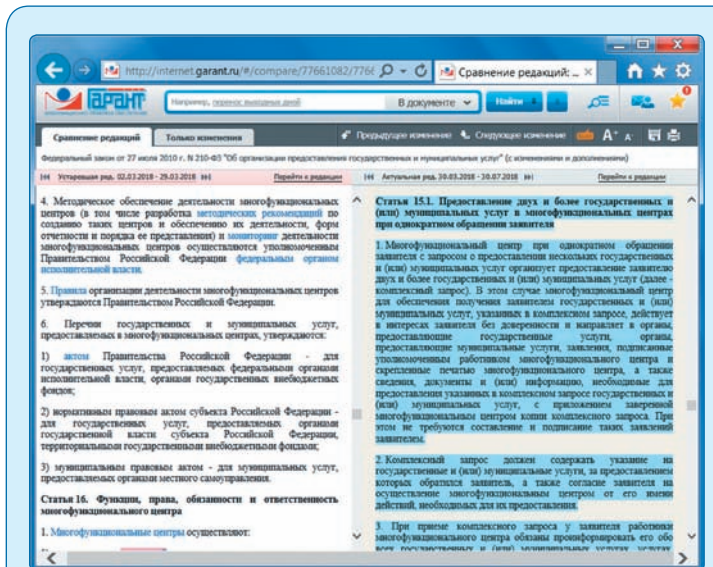 http://internet.garant.ru/#/compare/77661082/7766
Сравнение редакций: ...
ГАРАНТ
Например, перенос выходных дней
В документе
Найти
Сравнение редакций
Только изменения
Предыдущее изменение
Следующее изменение
Федеральный закон от 27 июля 2010 г. N 210-ФЗ "Об организации предоставления государственных и муниципальных услуг" (с изменениями и дополнениями)
Устаревшая ред. 02.03.2018 - 29.03.2018
Перейти к редакции
Актуальная ред. 30.03.2018 - 30.07.2018
Перейти к редакции
4. Методическое обеспечение деятельности многофункциональных
центров (в том числе разработка методических рекомендаций по
созданию таких центров и обеспечению их деятельности, форм
отчетности и порядка ее представления) и мониторинг деятельности
многофункциональных центров осуществляются уполномоченным
Правительством Российской Федерации федеральным органом
исполнительной власти.
5. Правила организации деятельности многофункциональных центров
утверждаются Правительством Российской Федерации.
6. Перечни государственных и муниципальных услуг,
предоставляемых в многофункциональных центрах, утверждаются:
1) актом Правительства Российской Федерации - для
государственных услуг, предоставляемых федеральными органами
исполнительной власти, органами государственных внебюджетных
фондов;
2) нормативным правовым актом субъекта Российской Федерации -
для государственных услуг, предоставляемых органами
государственной власти субъекта Российской Федерации,
территориальными государственными внебюджетными фондами;
3) муниципальным правовым актом - для муниципальных услуг,
предоставляемых органами местного самоуправления.
Статья 16. Функции, права, обязанности и ответственность
многофункционального центра
1. Многофункциональные центры осуществляют:
Статья 15.1. Предоставление двух и более государственных и
(или) муниципальных услуг в многофункциональных центрах
при однократном обращении заявителя
1. Многофункциональный центр при однократном обращении
заявителя с запросом о предоставлении нескольких государственных
и (или) муниципальных услуг организует предоставление заявителю
двух и более государственных и (или) муниципальных услуг (далее -
комплексный запрос). В этом случае многофункциональный центр
для обеспечения получения заявителем государственных и (или)
муниципальных услуг, указанных в комплексном запросе, действует
в интересах заявителя без доверенности и направляет в органы,
предоставляющие государственные услуги, органы,
предоставляющие муниципальные услуги, заявления, подписанные
уполномоченным работником многофункционального центра и
скрепленные печатью многофункционального центра, а также
сведения, документы и (или) информацию, необходимые для
предоставления указанных в комплексном запросе государственных и
(или) муниципальных услуг, с приложением заверенной
многофункциональным центром копии комплексного запроса. При
этом не требуются составление и подписание таких заявлений
заявителем.
2. Комплексный запрос должен содержать указание на
государственные и (или) муниципальные услуги, за предоставлением
которых обратился заявитель, а также согласие заявителя на
осуществление многофункциональным центром от его имени
действий, необходимых для их предоставления.
3. При приеме комплексного запроса у заявителя работники
многофункционального центра обязаны проинформировать его обо
всех государственных и (или) муниципальных услугах, услугах,